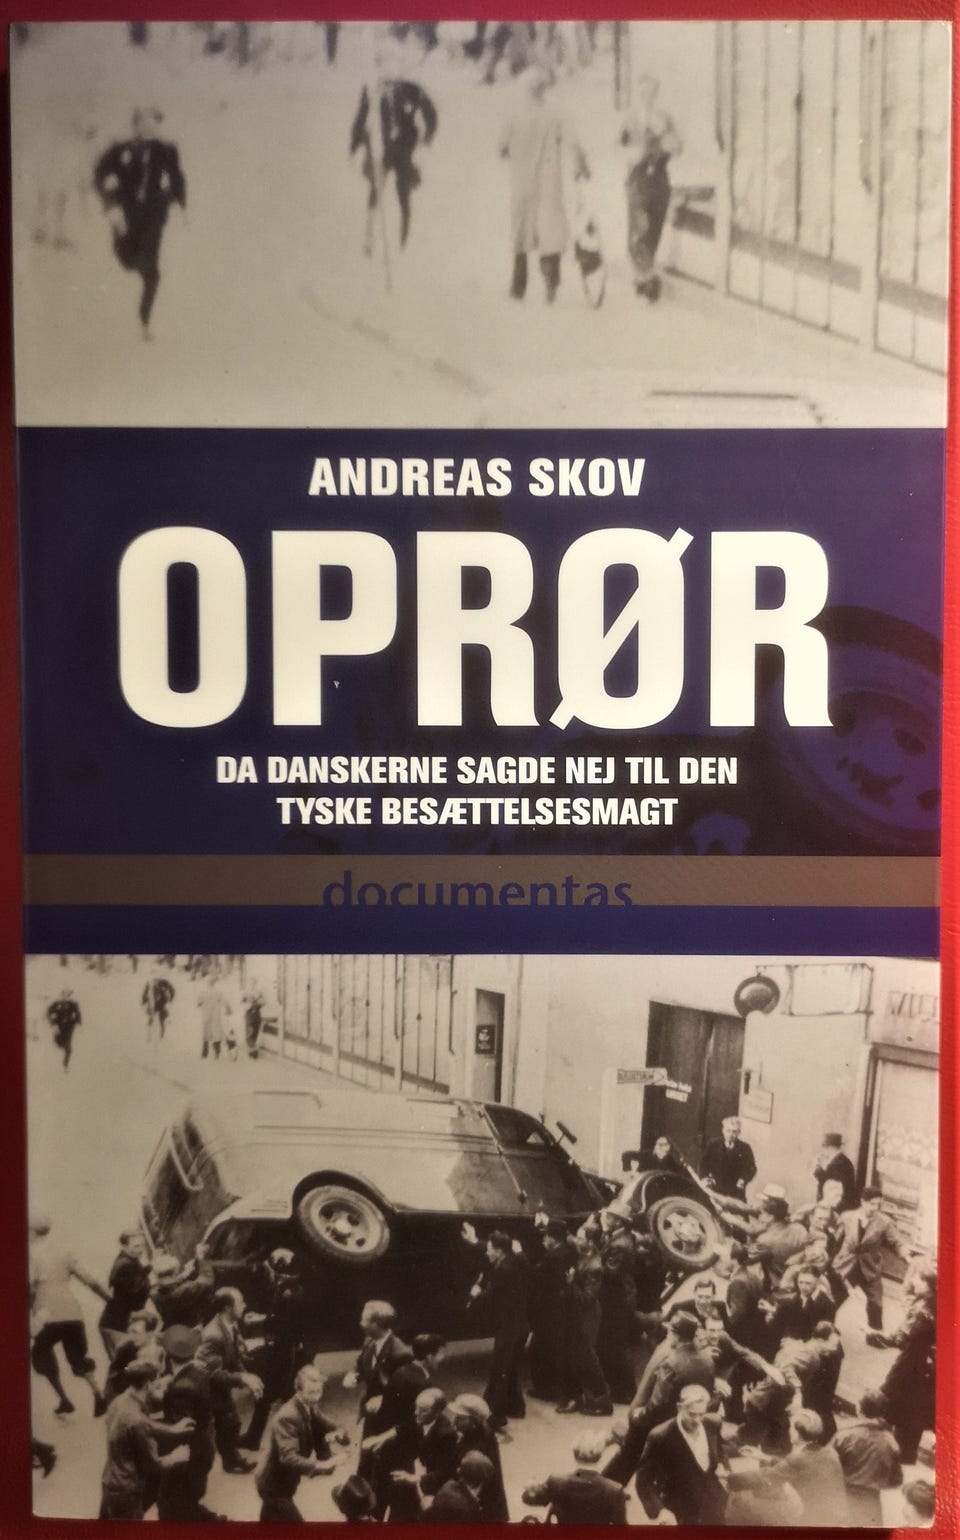 ANDREAS SKOV
OPRØR
DA DANSKERNE SAGDE NEJ TIL DEN
TYSKE BESÆTTELSESMAGT
documentas